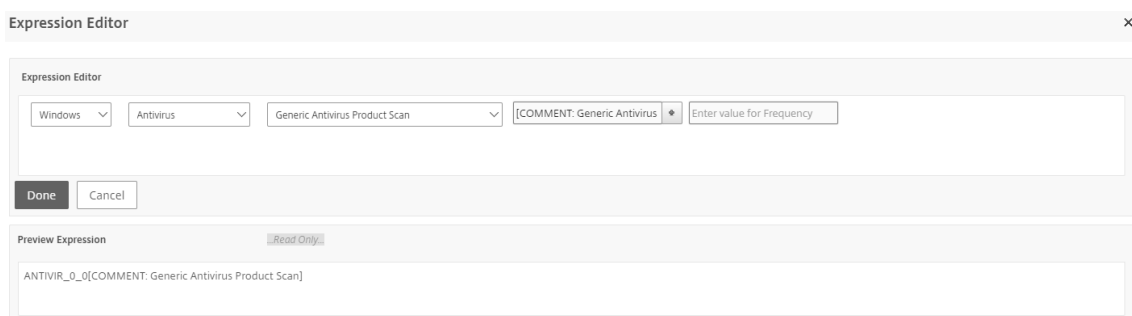 Expression Editor
Expression Editor
Windows Antivirus Generic Antivirus Product Scan [COMMENT: Generic Antivirus Enter value for Frequency
Done Cancel
Preview Expression ...Read Only...
ANTIVIR_0_0[COMMENT: Generic Antivirus Product Scan]